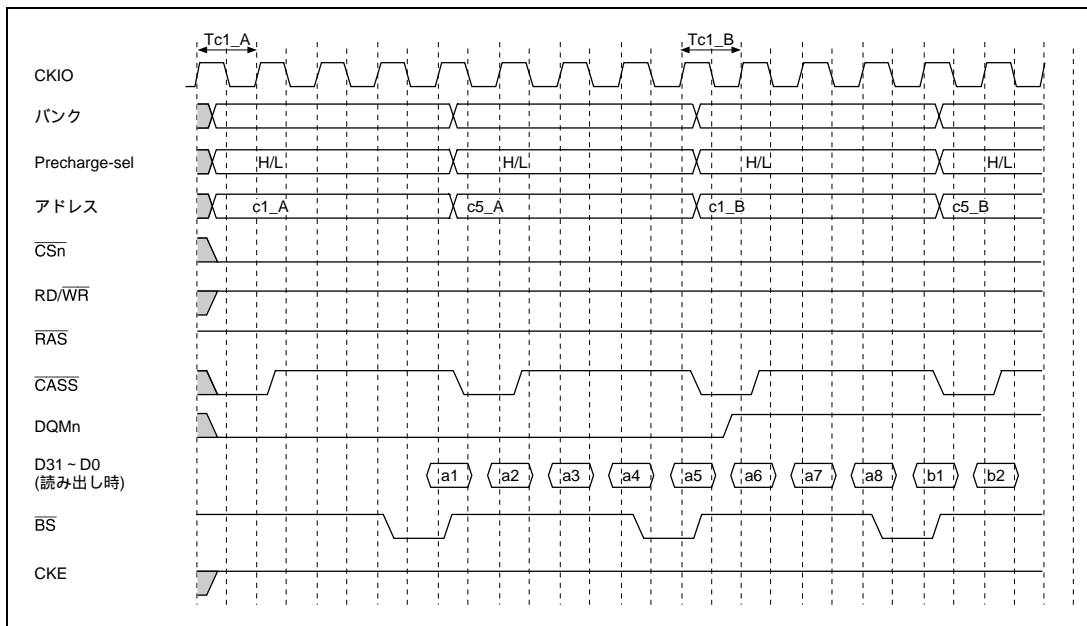 Tc1_A Tc1_B
CKIO
バンク
Precharge-sel H/L H/L H/L H/L
アドレス c1_A c5_A c1_B c5_B
CSn
RD/WR
RAS
CASS
DQMn
D31~D0 a1 a2 a3 a4 a5 a6 a7 a8 b1 b2
(読み出し時)
BS
CKE